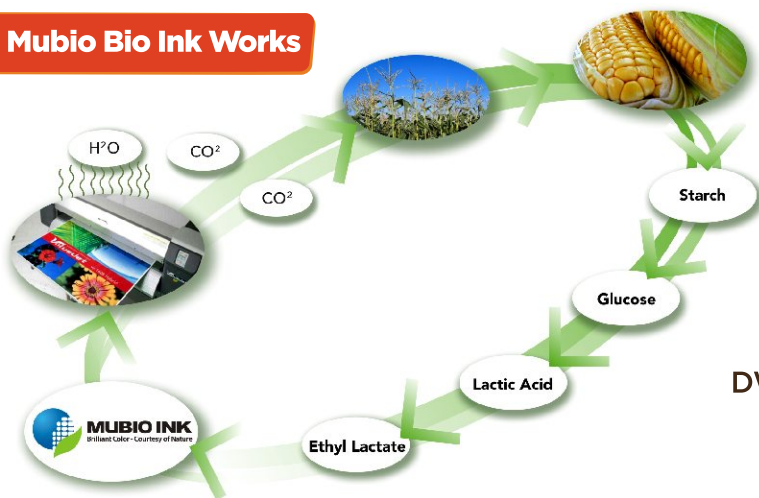 Mubio Bio Ink Works
H²O
CO²
CO²
Starch
Glucose
Lactic Acid
Ethyl Lactate
MUBIO INK
Brilliant Color - Courtesy of Nature